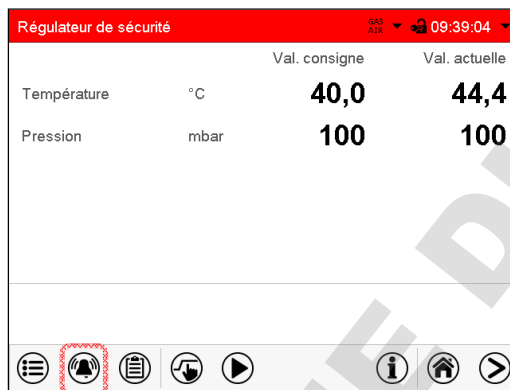 Régulateur de sécurité GAS AIR 09:39:04
Val. consigne Val. actuelle
Température °C 40,0 44,4
Pression mbar 100 100